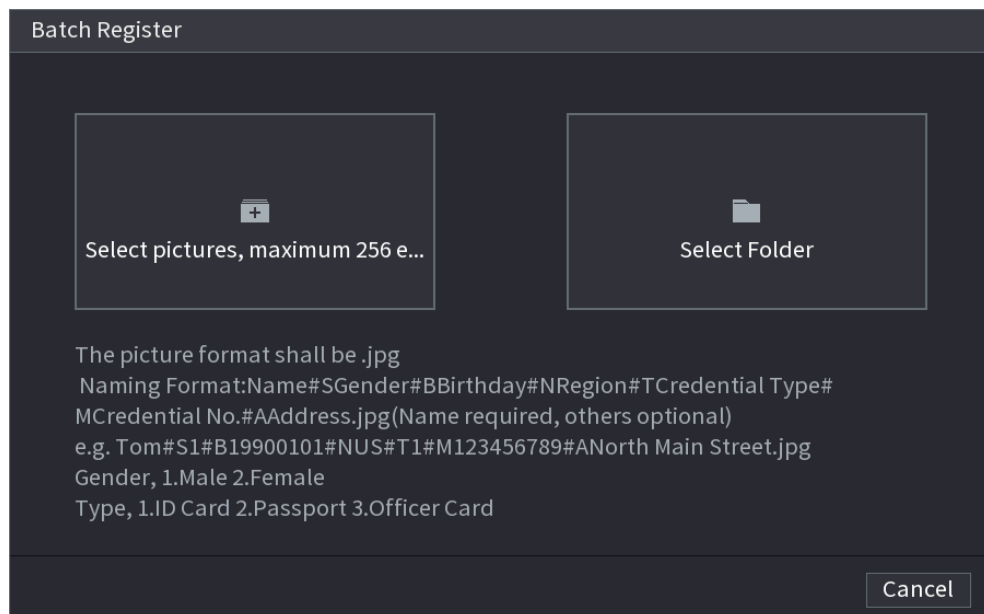 Batch Register
Select pictures, maximum 256 e...
Select Folder
The picture format shall be .jpg
Naming Format:Name#SGender#BBirthday#NRegion#TCredential Type#
MCredential No.#AAddress.jpg(Name required, others optional)
e.g. Tom#S1#B19900101#NUS#T1#M123456789#ANorth Main Street.jpg
Gender, 1.Male 2.Female
Type, 1.ID Card 2.Passport 3.Officer Card
Cancel